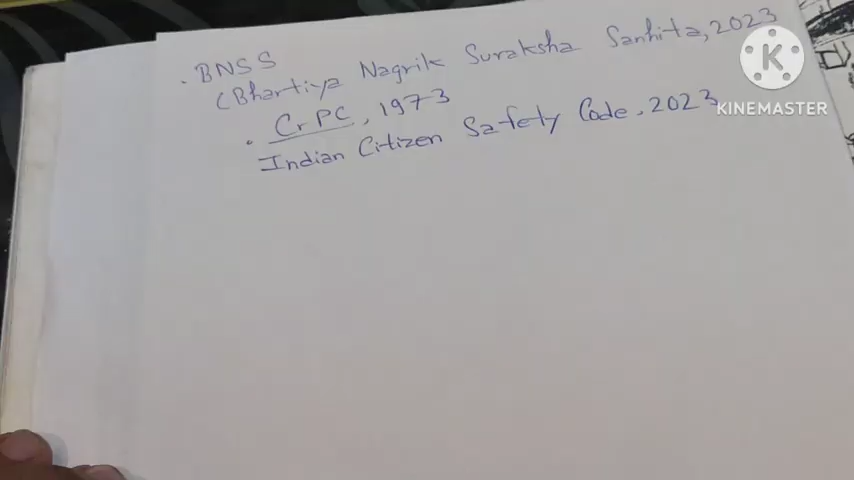 . BNSS
(Bhartiya Nagrik Suraksha Sanhita, 2023
. CrPC, 1973
Indian Citizen Safety Code, 2023
K
KINEMASTER